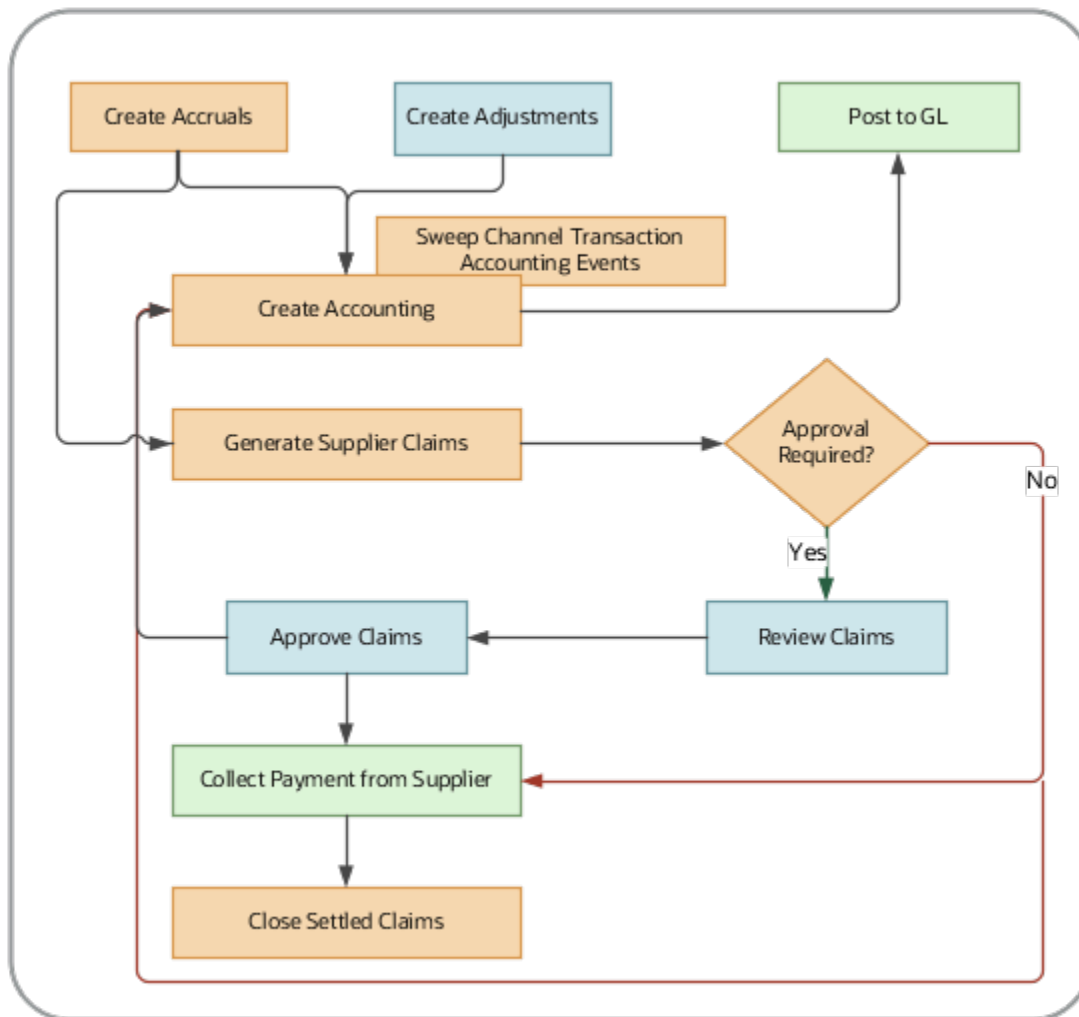 Create Accruals
Create Adjustments
Post to GL
Sweep Channel Transaction
Accounting Events
Create Accounting
Generate Supplier Claims
Approval
Required?
No
Yes
Approve Claims
Review Claims
Collect Payment from Supplier
Close Settled Claims